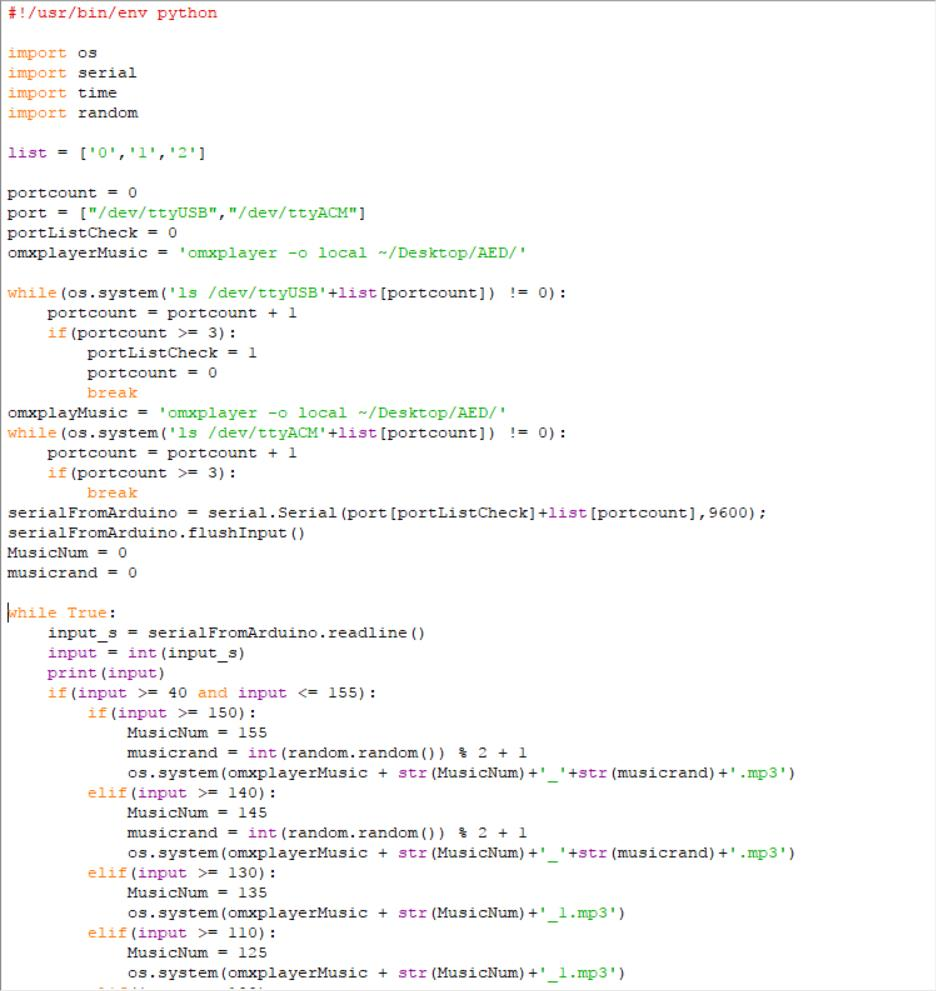 #!/usr/bin/env python
import os
import serial
import time
import random
list = ['0','1','2']
portcount = 0
port = ["/dev/ttyUSB","/dev/ttyACM"]
portListCheck = 0
omxplayerMusic = 'omxplayer -o local ~/Desktop/AED/'
while(os.system('ls /dev/ttyUSB'+list[portcount]) != 0):
    portcount = portcount + 1
    if(portcount >= 3):
        portListCheck = 1
        portcount = 0
        break
omxplayMusic = 'omxplayer -o local ~/Desktop/AED/'
while(os.system('ls /dev/ttyACM'+list[portcount]) != 0):
    portcount = portcount + 1
    if(portcount >= 3):
        break
serialFromArduino = serial.Serial(port[portListCheck]+list[portcount],9600);
serialFromArduino.flushInput()
MusicNum = 0
musicrand = 0
while True:
    input_s = serialFromArduino.readline()
    input = int(input_s)
    print(input)
    if(input >= 40 and input <= 155):
        if(input >= 150):
            MusicNum = 155
            musicrand = int(random.random()) % 2 + 1
            os.system(omxplayerMusic + str(MusicNum)+'_'+str(musicrand)+'.mp3')
        elif(input >= 140):
            MusicNum = 145
            musicrand = int(random.random()) % 2 + 1
            os.system(omxplayerMusic + str(MusicNum)+'_'+str(musicrand)+'.mp3')
        elif(input >= 130):
            MusicNum = 135
            os.system(omxplayerMusic + str(MusicNum)+'_1.mp3')
        elif(input >= 110):
            MusicNum = 125
            os.system(omxplayerMusic + str(MusicNum)+'_1.mp3')